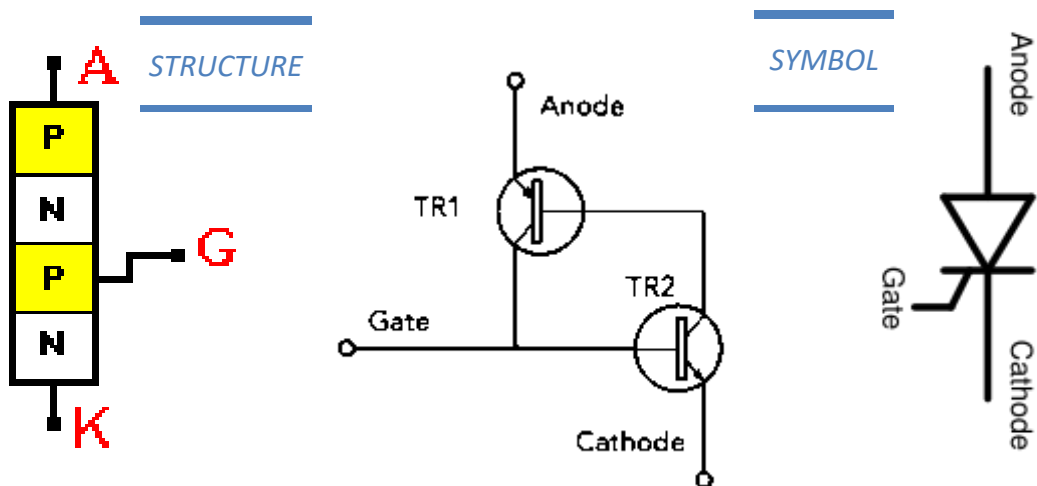 A
STRUCTURE
P
N
P
N
G
K
Anode
TR1
TR2
Gate
Cathode
SYMBOL
Anode
Gate
Cathode